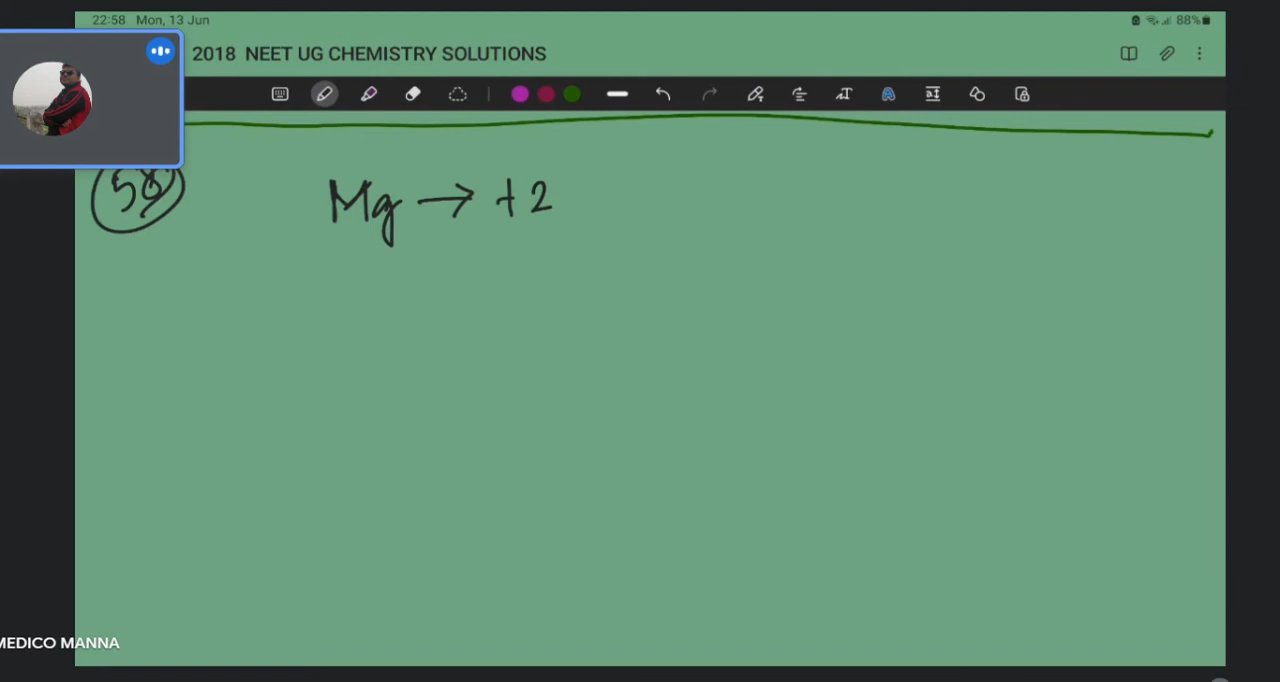 22:58 Mon, 13 Jun
88%
2018 NEET UG CHEMISTRY SOLUTIONS
58
Mg → +2
MEDICO MANNA